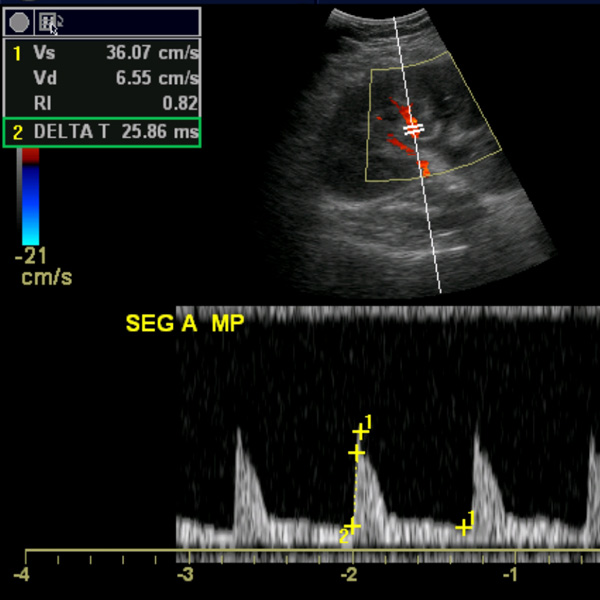 1 Vs 36.07 cm/s
Vd 6.55 cm/s
RI 0.82
2 DELTA T 25.86 ms
-21
cm/s
SEG A MP
1
2
1
-4 -3 -2 -1